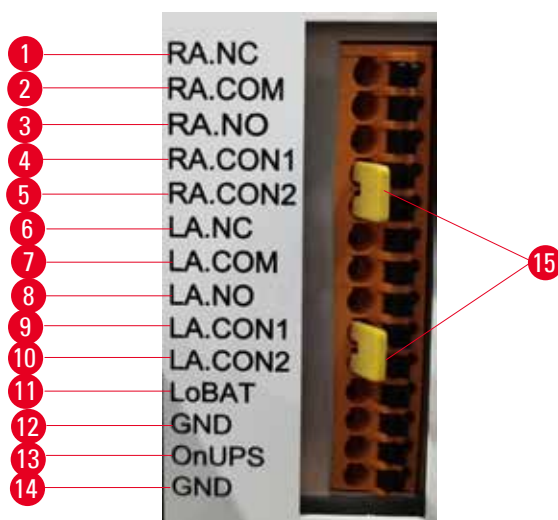 1 RA.NC
2 RA.COM
3 RA.NO
4 RA.CON1
5 RA.CON2
6 LA.NC
7 LA.COM
8 LA.NO
9 LA.CON1
10 LA.CON2
11 LoBAT
12 GND
13 OnUPS
14 GND
15